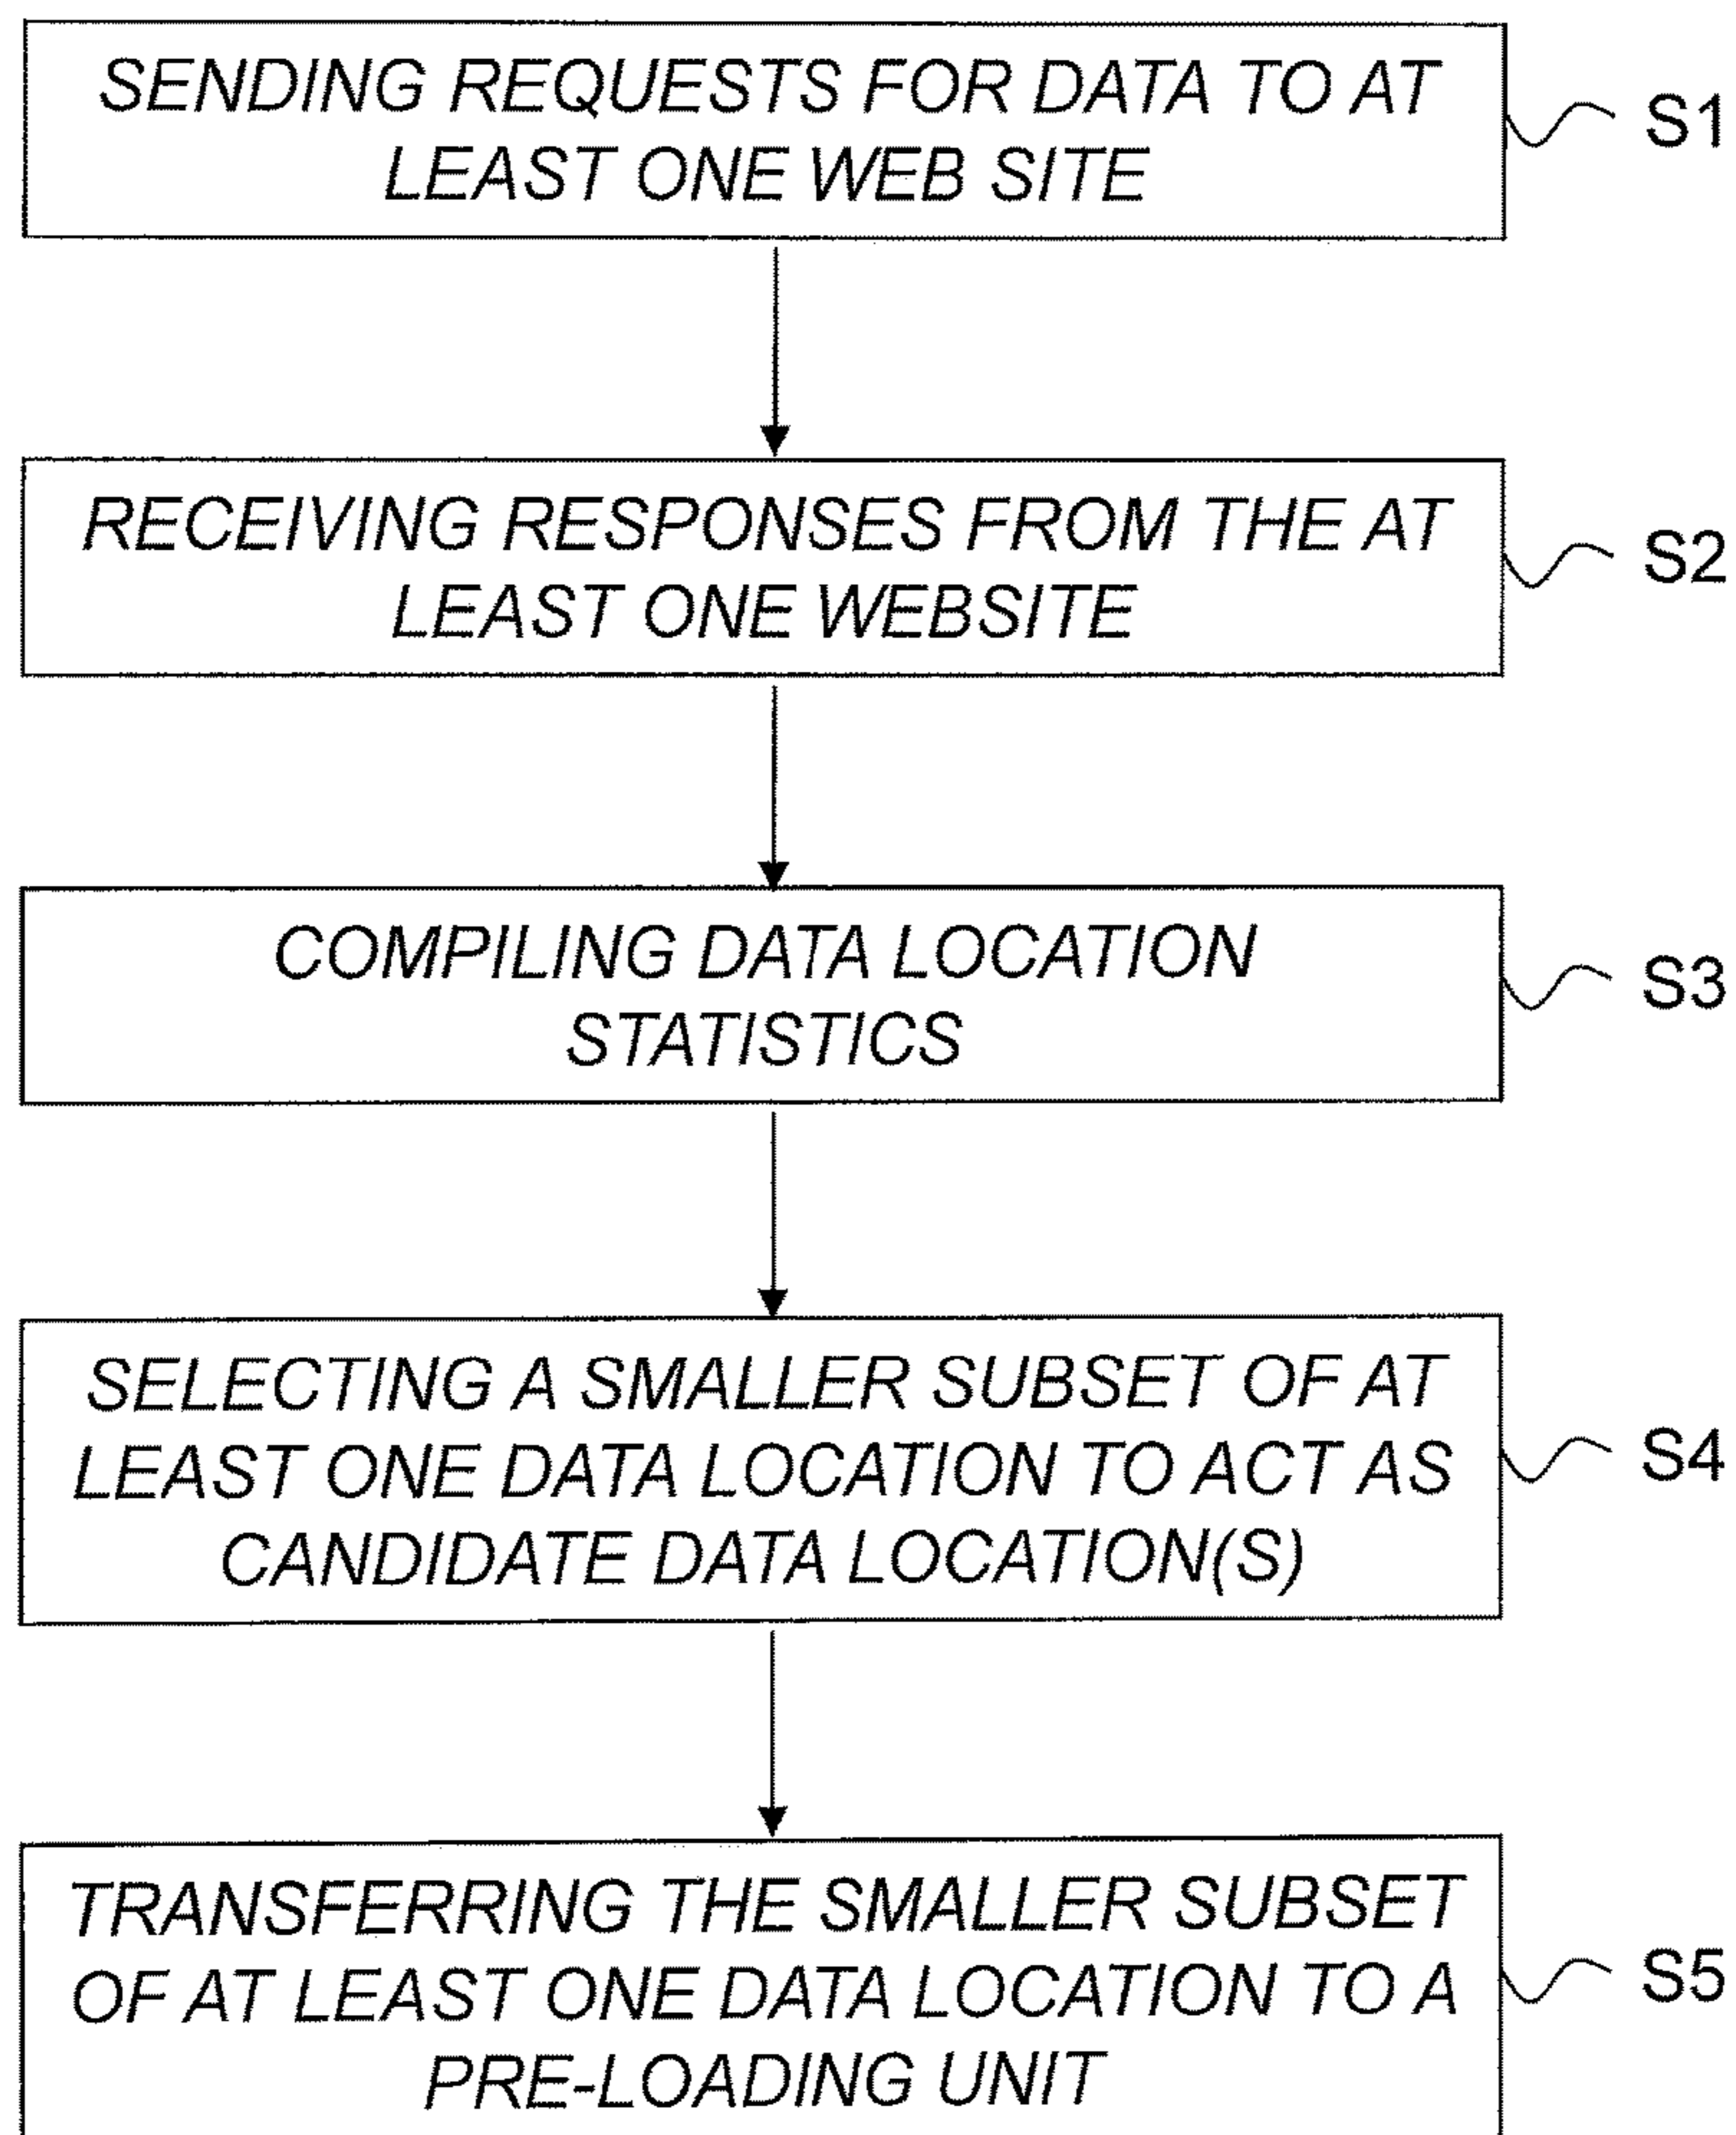 SENDING REQUESTS FOR DATA TO AT
LEAST ONE WEB SITE
S1
RECEIVING RESPONSES FROM THE AT
LEAST ONE WEBSITE
S2
COMPILING DATA LOCATION
STATISTICS
S3
SELECTING A SMALLER SUBSET OF AT
LEAST ONE DATA LOCATION TO ACT AS
CANDIDATE DATA LOCATION(S)
S4
TRANSFERRING THE SMALLER SUBSET
OF AT LEAST ONE DATA LOCATION TO A
PRE-LOADING UNIT
S5